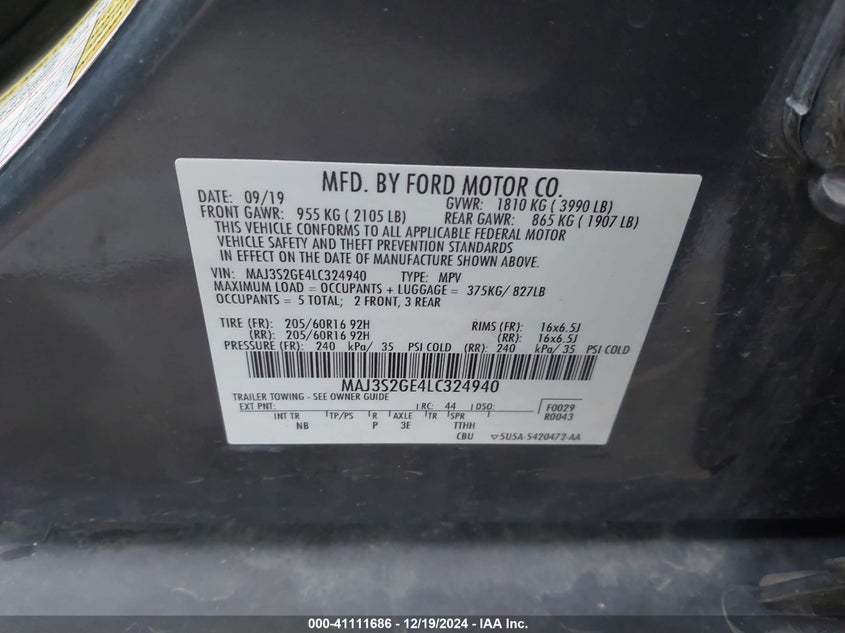 MFD. BY FORD MOTOR CO.
DATE: 09/19 GVWR: 1810 KG ( 3990 LB)
FRONT GAWR: 955 KG ( 2105 LB) REAR GAWR: 865 KG ( 1907 LB)
THIS VEHICLE CONFORMS TO ALL APPLICABLE FEDERAL MOTOR
VEHICLE SAFETY AND THEFT PREVENTION STANDARDS
IN EFFECT ON THE DATE OF MANUFACTURE SHOWN ABOVE.
VIN: MAJ3S2GE4LC324940 TYPE: MPV
MAXIMUM LOAD = OCCUPANTS + LUGGAGE = 375KG/ 827LB
OCCUPANTS = 5 TOTAL; 2 FRONT, 3 REAR
TIRE (FR): 205/60R16 92H RIMS (FR): 16x6.5J
(RR): 205/60R16 92H (RR): 16x6.5J
PRESSURE (FR): 240 kPa/ 35 PSI COLD (RR): 240 kPa/ 35 PSI COLD
MAJ3S2GE4LC324940
TRAILER TOWING - SEE OWNER GUIDE
EXT PNT: RC: 44 DSO: F0029
INT TR TP/PS R AXLE TR SPR R0043
NB P 3E TTHH
CBU 5U5A-5420472-AA
000-41111686 - 12/19/2024 - IAA Inc.